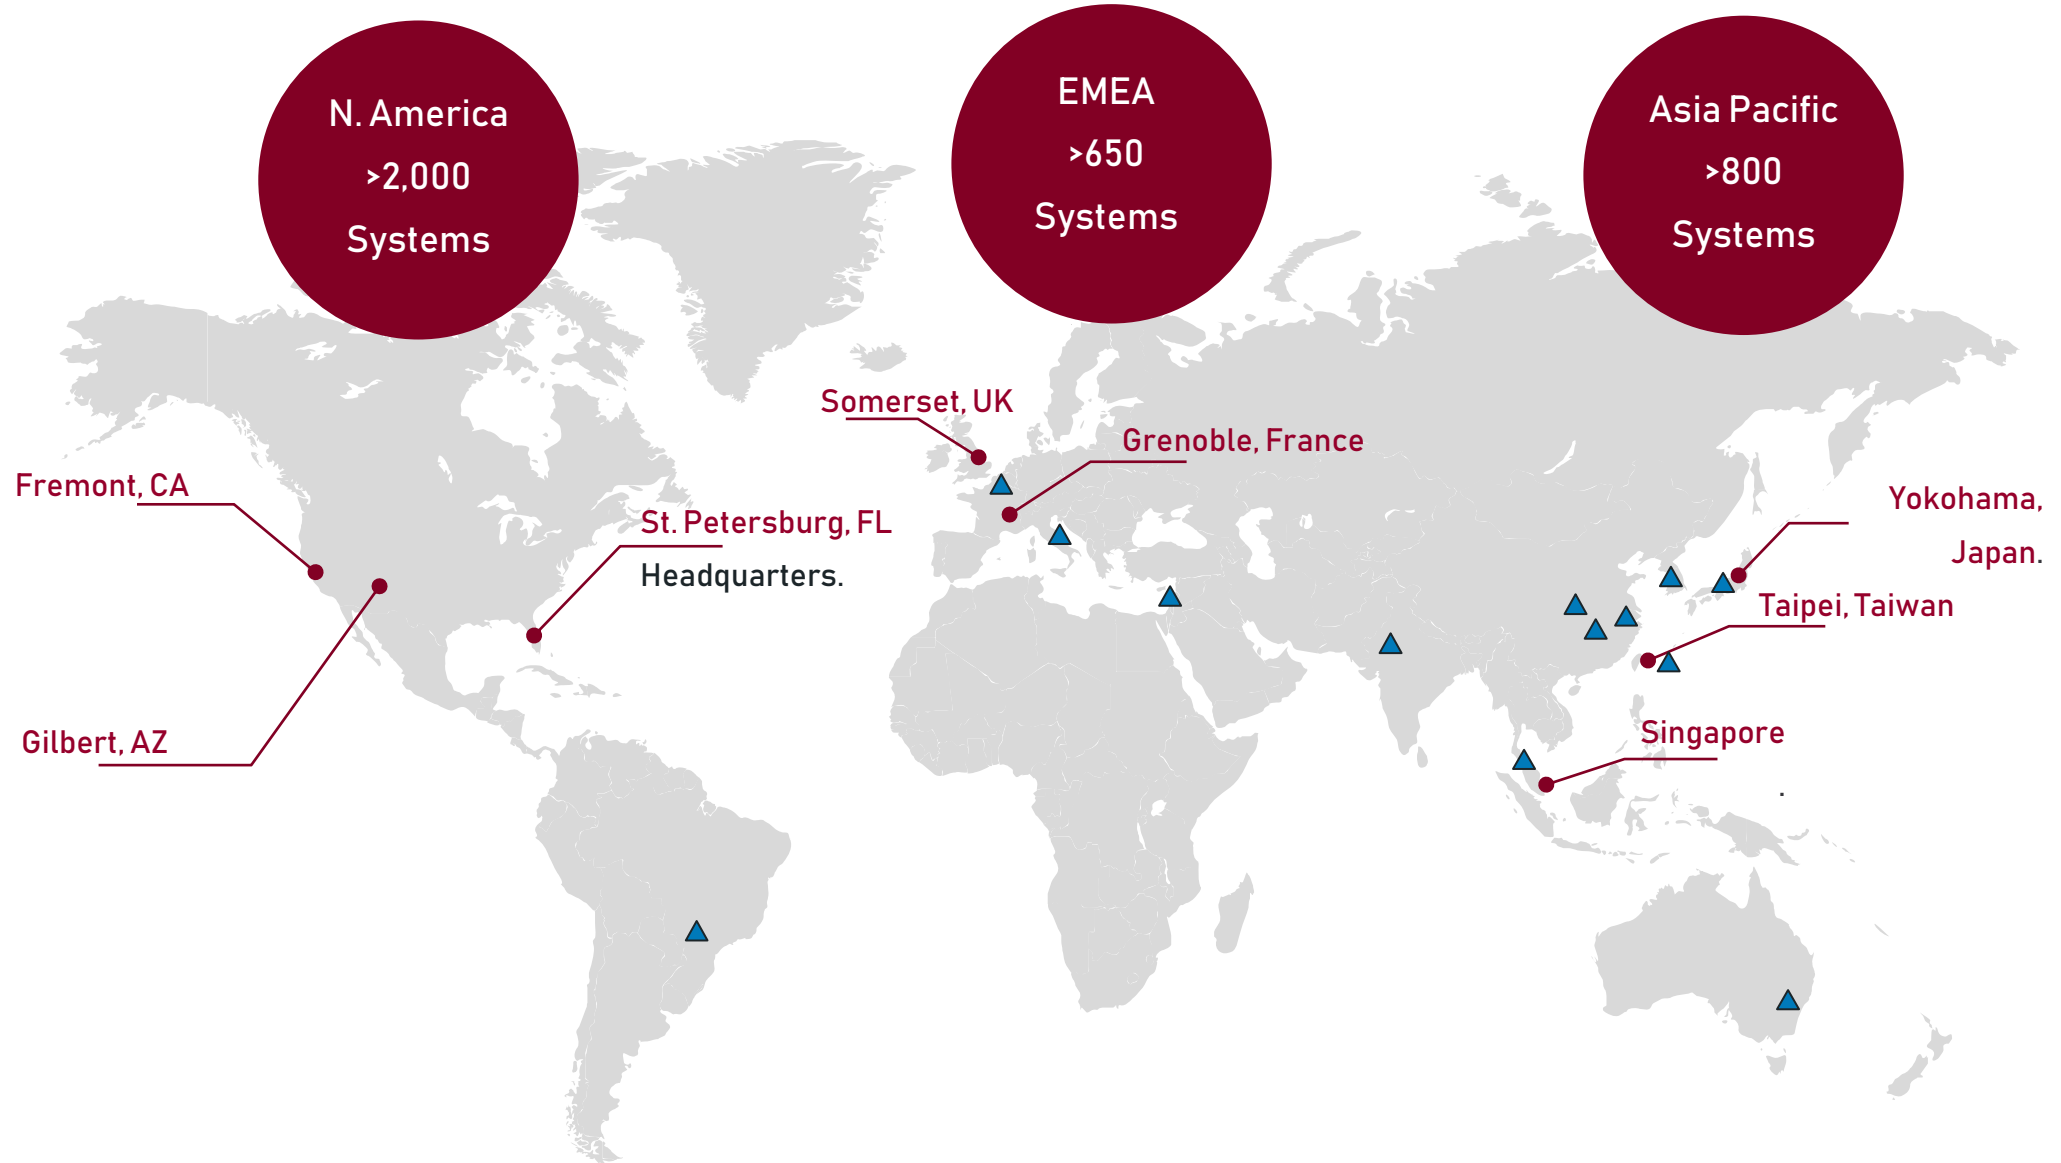 N. America
>2,000
Systems
EMEA
>650
Systems
Asia Pacific
>800
Systems
Somerset, UK
Grenoble, France
Fremont, CA
St. Petersburg, FL
Headquarters.
Yokohama,
Japan.
Taipei, Taiwan
Gilbert, AZ
Singapore
.